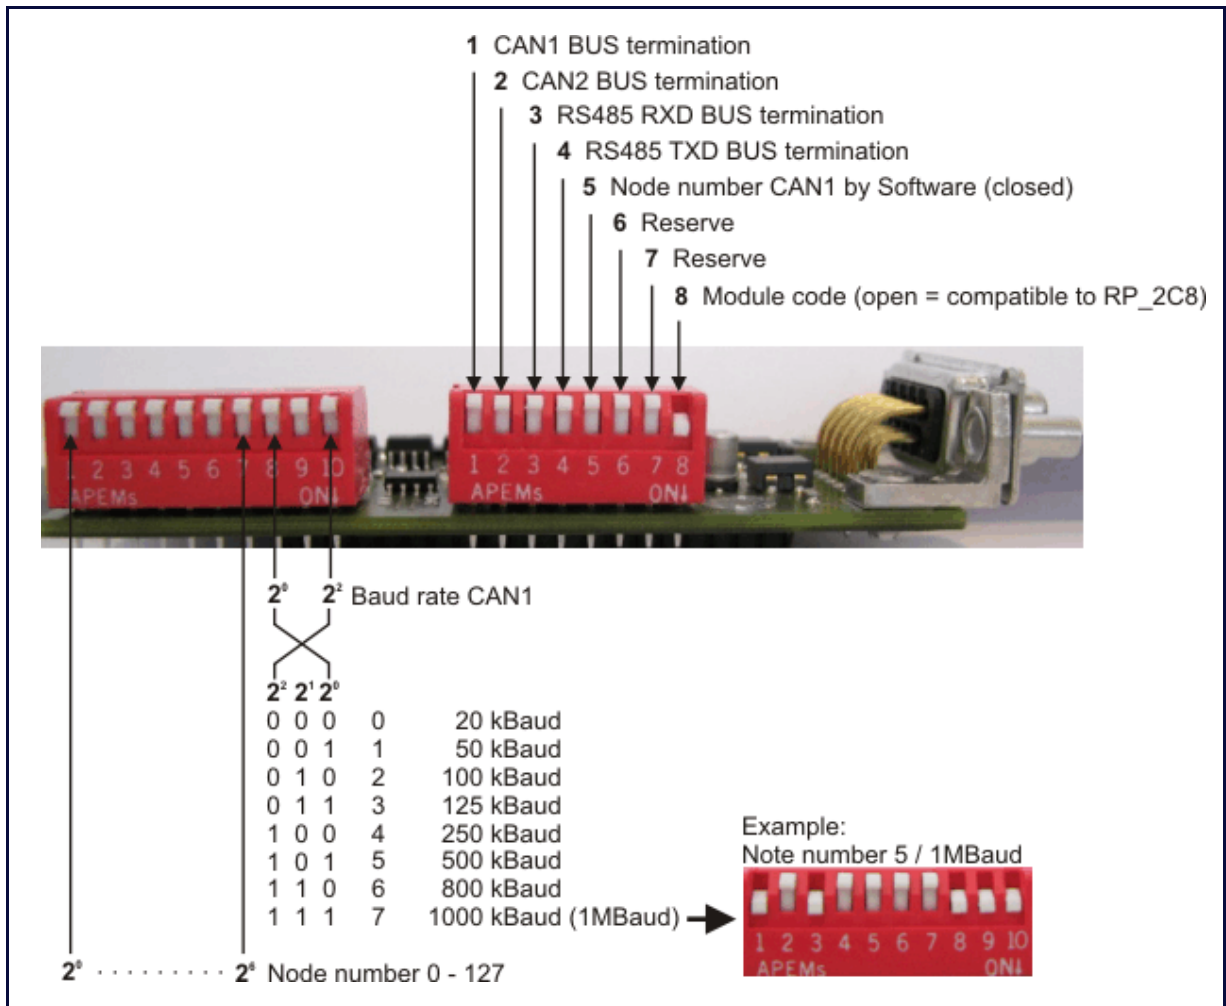 1 CAN1 BUS termination
2 CAN2 BUS termination
3 RS485 RXD BUS termination
4 RS485 TXD BUS termination
5 Node number CAN1 by Software (closed)
6 Reserve
7 Reserve
8 Module code (open = compatible to RP_2C8)
1 2 3 4 5 6 7 8 9 10
APEMs ON↓
1 2 3 4 5 6 7 8
APEMs ON↓
2⁰ 2² Baud rate CAN1
2² 2¹ 2⁰
0 0 0 0 20 kBaud
0 0 1 1 50 kBaud
0 1 0 2 100 kBaud
0 1 1 3 125 kBaud
1 0 0 4 250 kBaud
1 0 1 5 500 kBaud
1 1 0 6 800 kBaud
1 1 1 7 1000 kBaud (1MBaud)
Example:
Note number 5 / 1MBaud
1 2 3 4 5 6 7 8 9 10
APEMs ON↓
2⁰ · · · · · · · · · 2⁶ Node number 0 - 127